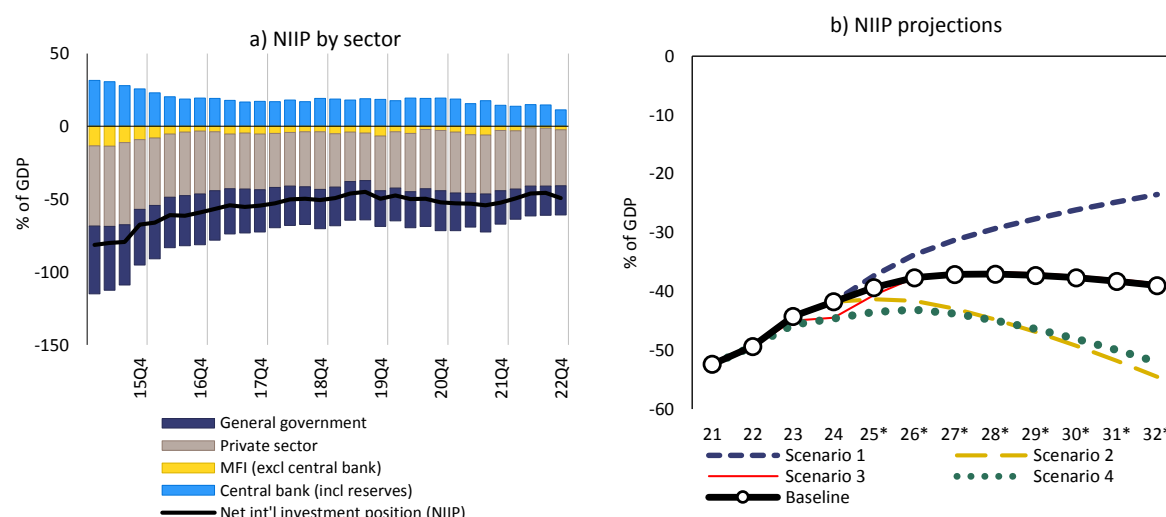 a) NIIP by sector
50
0
-50
-100
-150
% of GDP
15Q4
16Q4
17Q4
18Q4
19Q4
20Q4
21Q4
22Q4
General government
Private sector
MFI (excl central bank)
Central bank (incl reserves)
Net int'l investment position (NIIP)
b) NIIP projections
0
-10
-20
-30
-40
-50
-60
% of GDP
21 22 23 24 25* 26* 27* 28* 29* 30* 31* 32*
Scenario 1 Scenario 2
Scenario 3 Scenario 4
Baseline